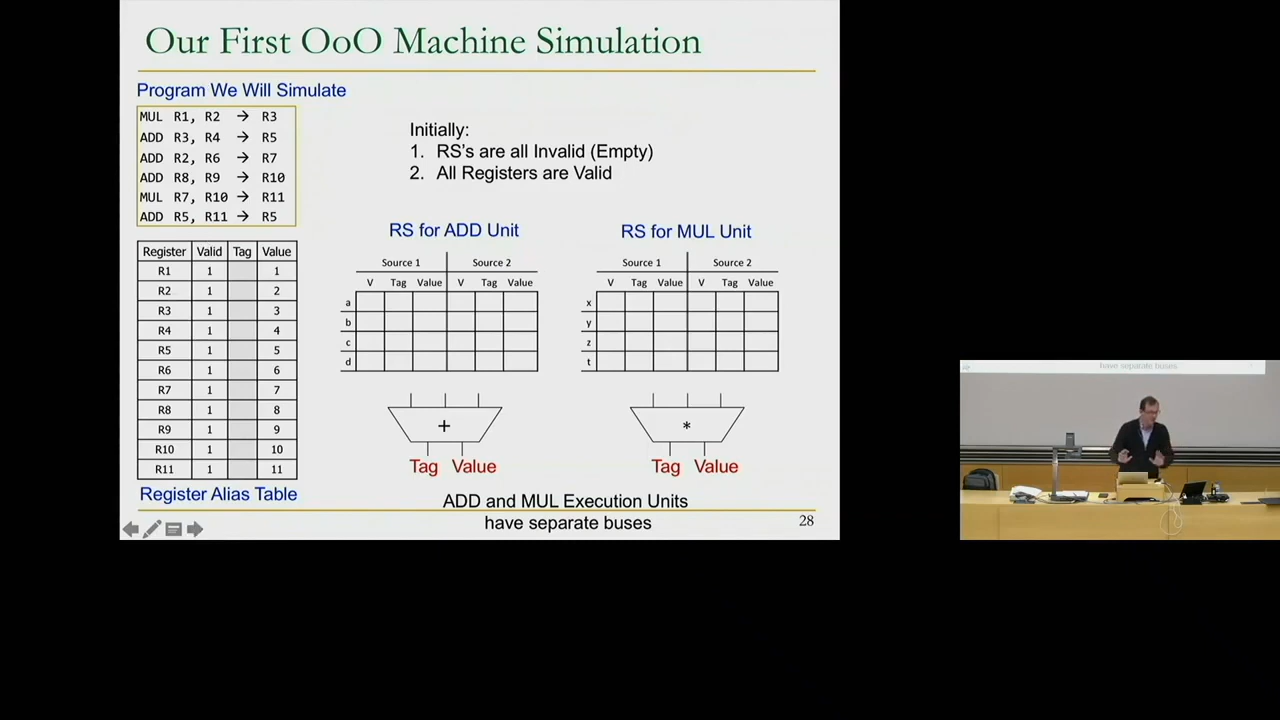 Our First OoO Machine Simulation
Program We Will Simulate
MUL R1, R2 → R3
ADD R3, R4 → R5
ADD R2, R6 → R7
ADD R8, R9 → R10
MUL R7, R10 → R11
ADD R5, R11 → R5
Initially:
1. RS's are all Invalid (Empty)
2. All Registers are Valid
Register Valid Tag Value
R1 1 1
R2 1 2
R3 1 3
R4 1 4
R5 1 5
R6 1 6
R7 1 7
R8 1 8
R9 1 9
R10 1 10
R11 1 11
Register Alias Table
RS for ADD Unit
Source 1 Source 2
V Tag Value V Tag Value
a
b
c
d
+
Tag Value
RS for MUL Unit
Source 1 Source 2
V Tag Value V Tag Value
x
y
z
t
*
Tag Value
ADD and MUL Execution Units
have separate buses
28
have separate buses